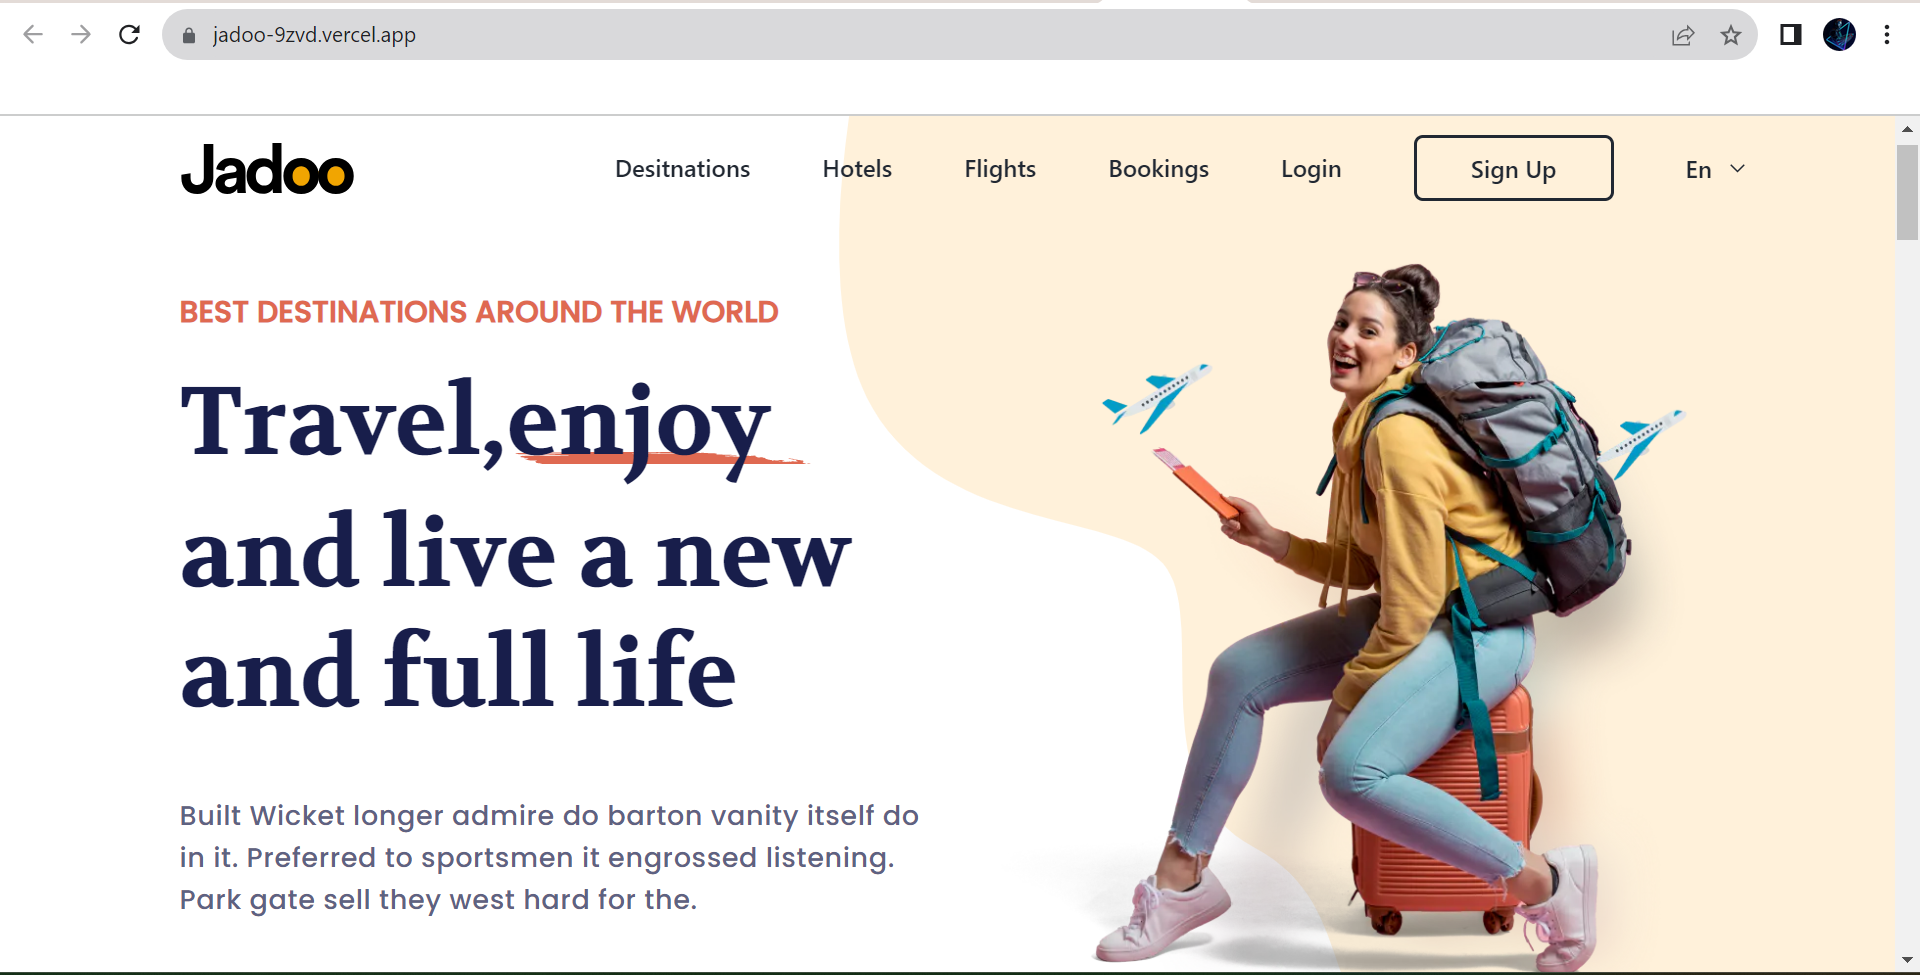 jadoo-9zvd.vercel.app
Jadoo
Desitnations
Hotels
Flights
Bookings
Login
Sign Up
En
BEST DESTINATIONS AROUND THE WORLD
Travel,enjoy
and live a new
and full life
Built Wicket longer admire do barton vanity itself do
in it. Preferred to sportsmen it engrossed listening.
Park gate sell they west hard for the.